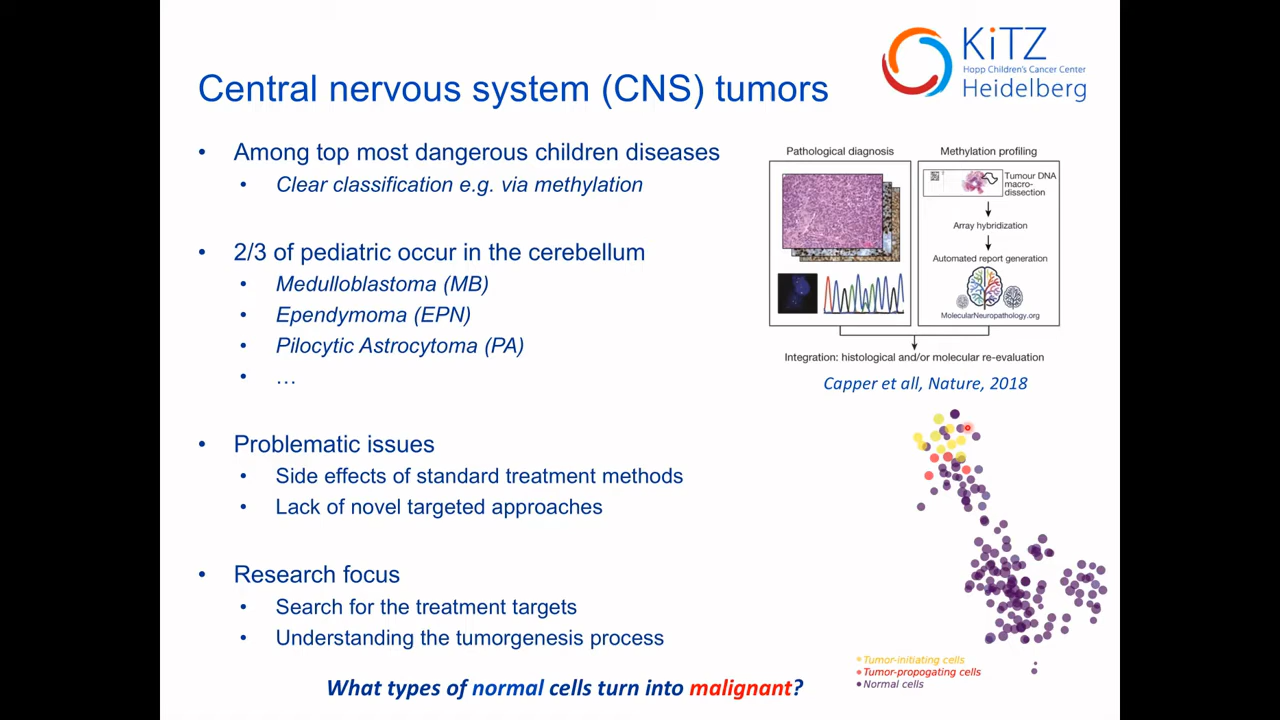 KiTZ
Hopp Children's Cancer Center
Heidelberg
Central nervous system (CNS) tumors
• Among top most dangerous children diseases
• Clear classification e.g. via methylation
• 2/3 of pediatric occur in the cerebellum
• Medulloblastoma (MB)
• Ependymoma (EPN)
• Pilocytic Astrocytoma (PA)
• …
• Problematic issues
• Side effects of standard treatment methods
• Lack of novel targeted approaches
• Research focus
• Search for the treatment targets
• Understanding the tumorgenesis process
What types of normal cells turn into malignant?
Pathological diagnosis
Methylation profiling
Tumour DNA
macro-
dissection
Array hybridization
Automated report generation
MolecularNeuropathology.org
Integration: histological and/or molecular re-evaluation
Capper et all, Nature, 2018
Tumor-initiating cells
Tumor-propogating cells
Normal cells